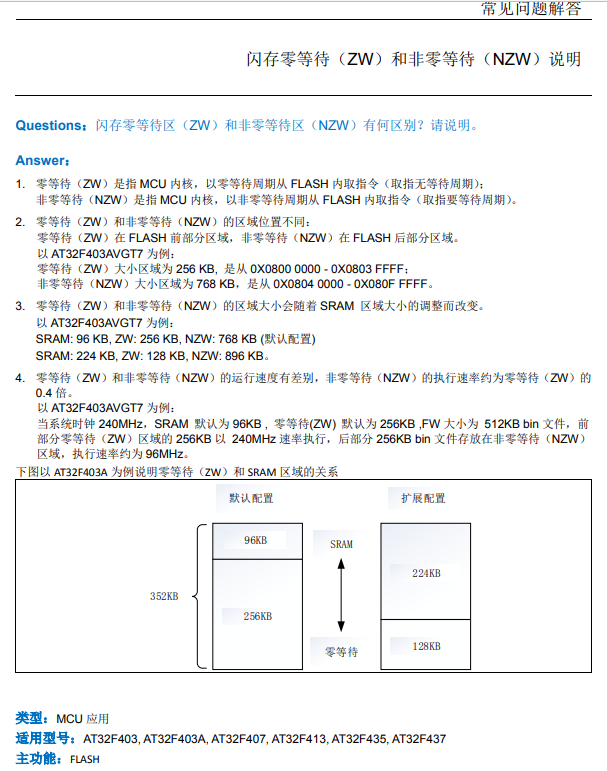 常见问题解答
闪存零等待（ZW）和非零等待（NZW）说明
Questions：闪存零等待区（ZW）和非零等待区（NZW）有何区别？请说明。
Answer：
1. 零等待（ZW）是指 MCU 内核，以零等待周期从 FLASH 内取指令（取指无等待周期）；
非零等待（NZW）是指 MCU 内核，以非零等待周期从 FLASH 内取指令（取指要等待周期）。
2. 零等待（ZW）和非零等待（NZW）的区域位置不同：
零等待（ZW）在 FLASH 前部分区域，非零等待（NZW）在 FLASH 后部分区域。
以 AT32F403AVGT7 为例：
零等待（ZW）大小区域为 256 KB, 是从 0X0800 0000 - 0X0803 FFFF；
非零等待（NZW）大小区域为 768 KB，是从 0X0804 0000 - 0X080F FFFF。
3. 零等待（ZW）和非零等待（NZW）的区域大小会随着 SRAM 区域大小的调整而改变。
以 AT32F403AVGT7 为例：
SRAM: 96 KB, ZW: 256 KB, NZW: 768 KB (默认配置)
SRAM: 224 KB, ZW: 128 KB, NZW: 896 KB。
4. 零等待（ZW）和非零等待（NZW）的运行速度有差别，非零等待（NZW）的执行速率约为零等待（ZW）的
0.4 倍。
以 AT32F403AVGT7 为例：
当系统时钟 240MHz，SRAM 默认为 96KB , 零等待(ZW) 默认为 256KB ,FW 大小为 512KB bin 文件，前
部分零等待（ZW）区域的 256KB 以 240MHz 速率执行，后部分 256KB bin 文件存放在非零等待（NZW）
区域，执行速率约为 96MHz。
下图以 AT32F403A 为例说明零等待（ZW）和 SRAM 区域的关系
默认配置
扩展配置
96KB
SRAM
224KB
352KB
256KB
零等待
128KB
类型：MCU 应用
适用型号：AT32F403, AT32F403A, AT32F407, AT32F413, AT32F435, AT32F437
主功能：FLASH